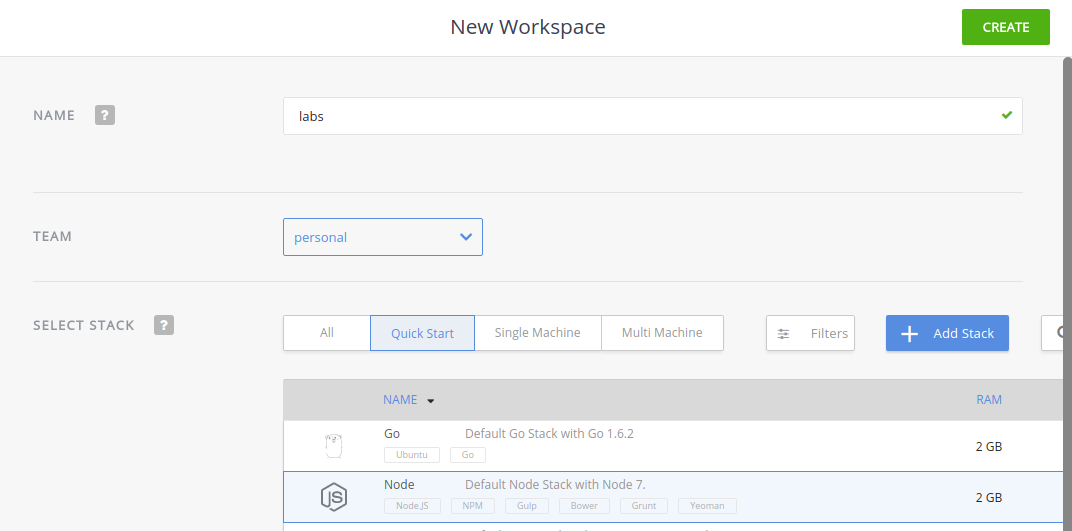 New Workspace
CREATE
NAME ?
labs
TEAM
personal
SELECT STACK ?
All Quick Start Single Machine Multi Machine Filters Add Stack
NAME RAM
Go Default Go Stack with Go 1.6.2
Ubuntu Go
2 GB
JS
Node Default Node Stack with Node 7.
Node.JS NPM Gulp Bower Grunt Yeoman
2 GB